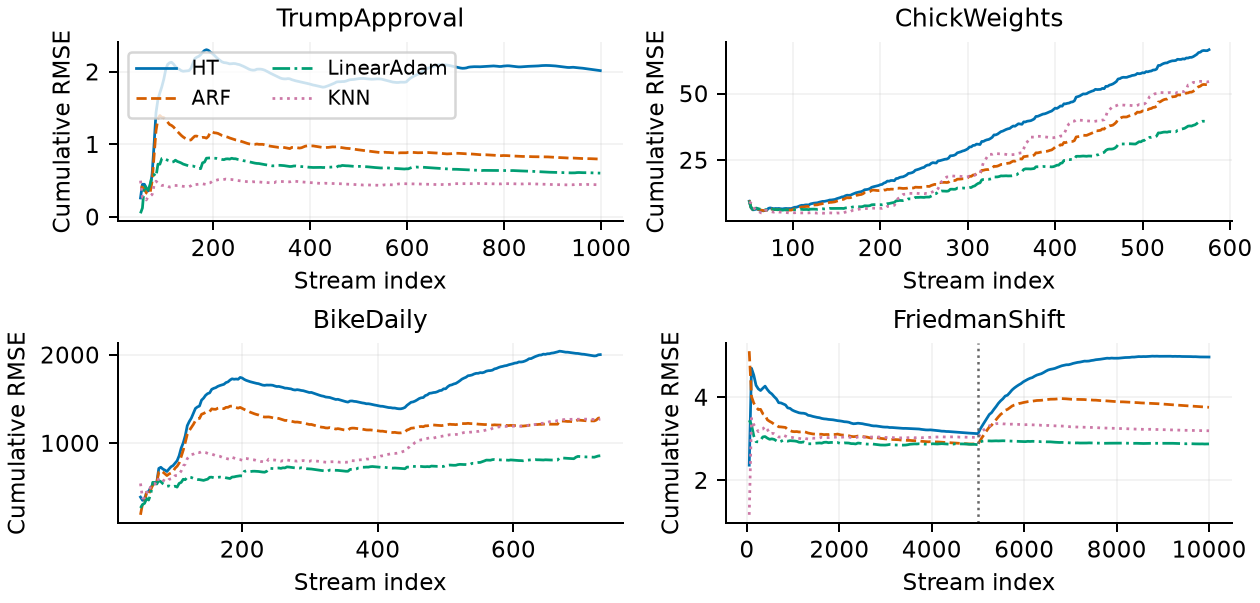 TrumpApproval
Cumulative RMSE
2
1
0
HT
ARF
LinearAdam
KNN
200
400
600
800
1000
Stream index
ChickWeights
Cumulative RMSE
50
25
100
200
300
400
500
600
Stream index
BikeDaily
Cumulative RMSE
2000
1000
200
400
600
Stream index
FriedmanShift
Cumulative RMSE
4
2
0
2000
4000
6000
8000
10000
Stream index